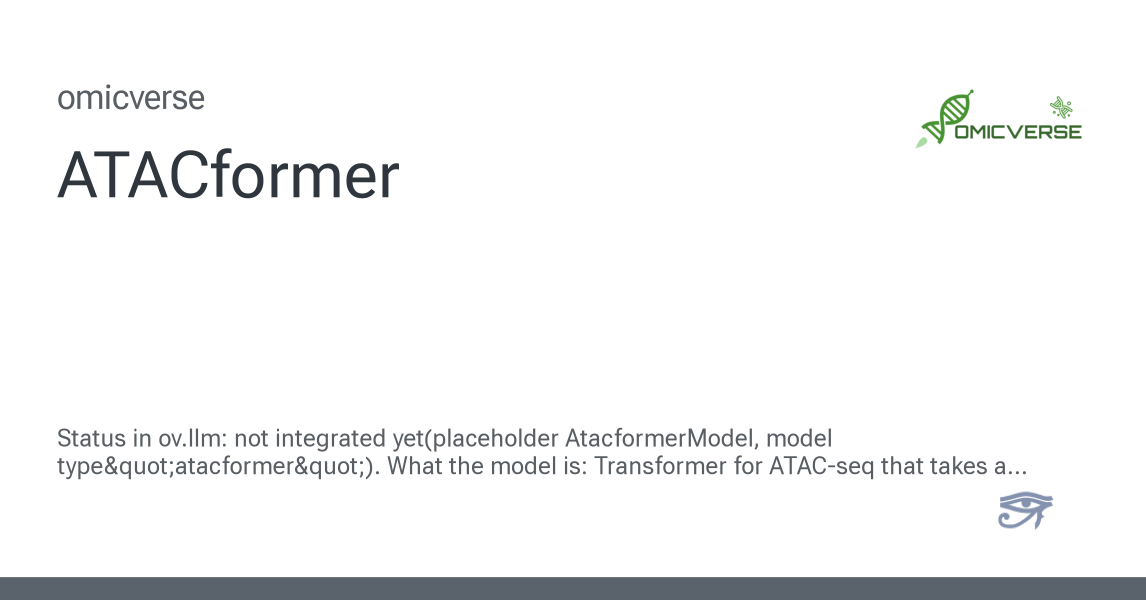 omicverse
OMICVERSE
ATACformer
Status in ov.llm: not integrated yet(placeholder AtacformerModel, model
type&quot;atacformer&quot;). What the model is: Transformer for ATAC-seq that takes a...